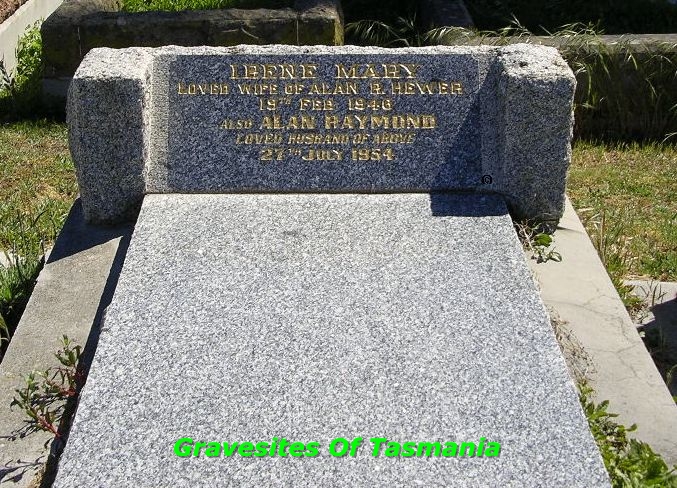 IRENE MARY
LOVED WIFE OF ALAN R. HEWER
19TH FEB. 1946
ALSO ALAN RAYMOND
LOVED HUSBAND OF ABOVE
27TH JULY 1954
Gravesites Of Tasmania